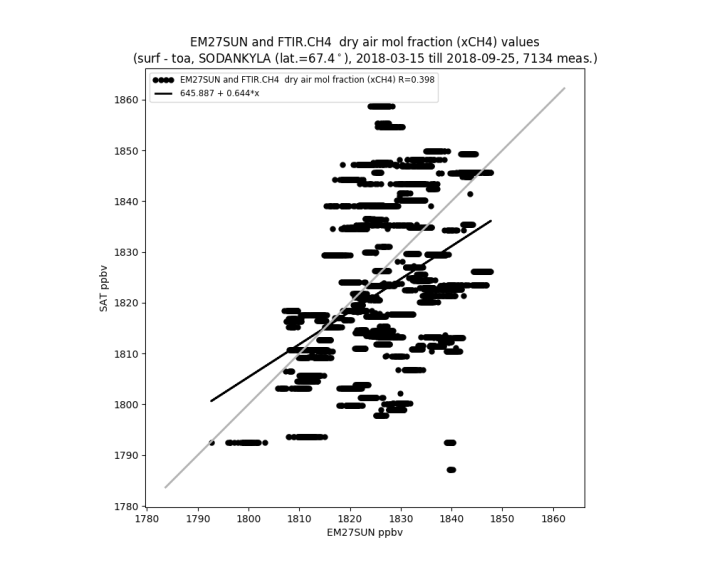 EM27SUN and FTIR.CH4  dry air mol fraction (xCH4) values
(surf - toa, SODANKYLA (lat.=67.4°), 2018-03-15 till 2018-09-25, 7134 meas.)
EM27SUN and FTIR.CH4  dry air mol fraction (xCH4) R=0.398
645.887 + 0.644*x
1860
1850
1840
1830
1820
1810
1800
1790
1780
SAT ppbv
1780 1790 1800 1810 1820 1830 1840 1850 1860
EM27SUN ppbv